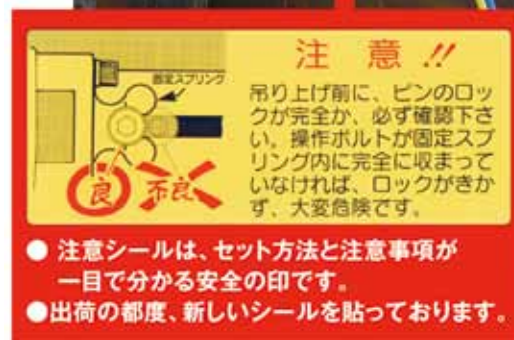 注 意 !!
固定スプリング
吊り上げ前に、ピンのロッ
クが完全か、必ず確認下さ
い。操作ボルトが固定スプ
リング内に完全に収まって
いなければ、ロックがきか
ず、大変危険です。
良
不良
● 注意シールは、セット方法と注意事項が
一目で分かる安全の印です。
●出荷の都度、新しいシールを貼っております。